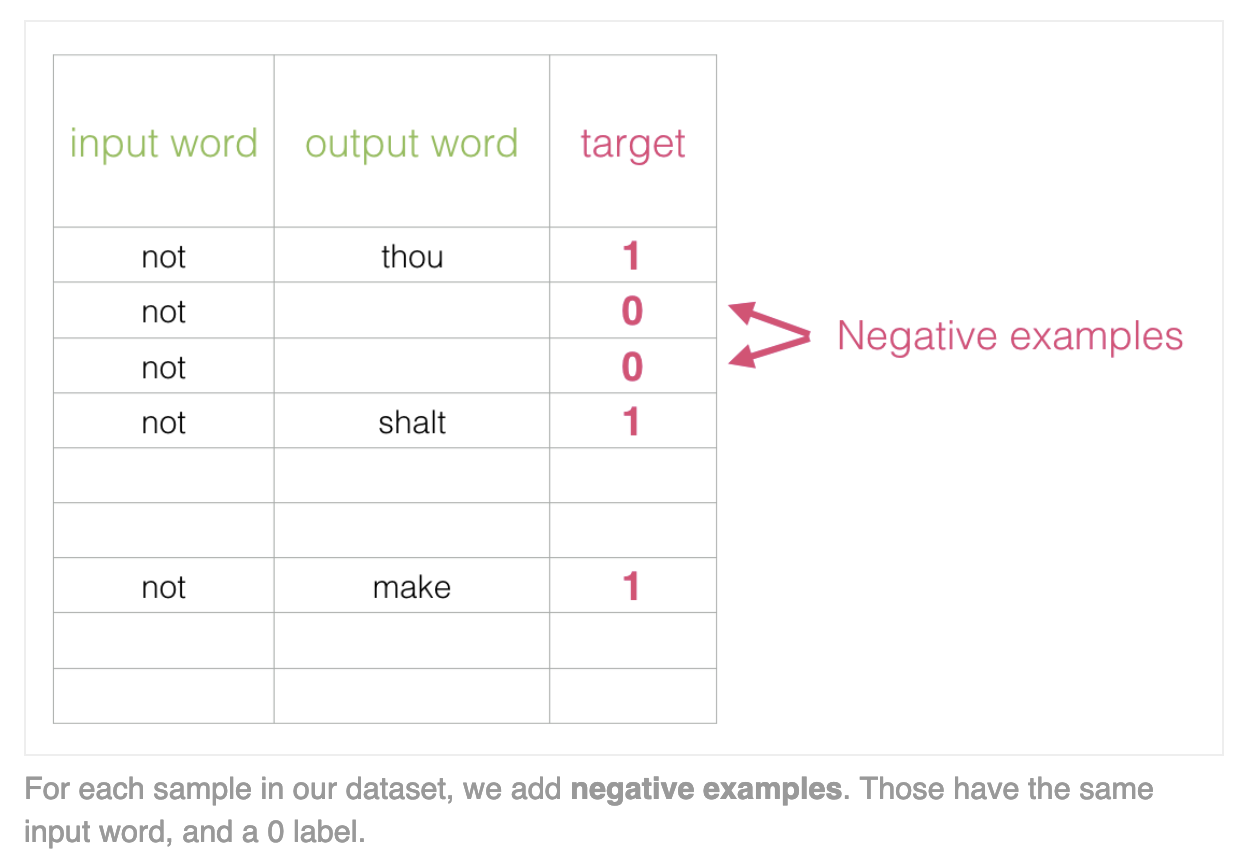 input word output word target
not thou 1
not 0
not 0
Negative examples
not shalt 1
not make 1
For each sample in our dataset, we add negative examples. Those have the same
input word, and a 0 label.